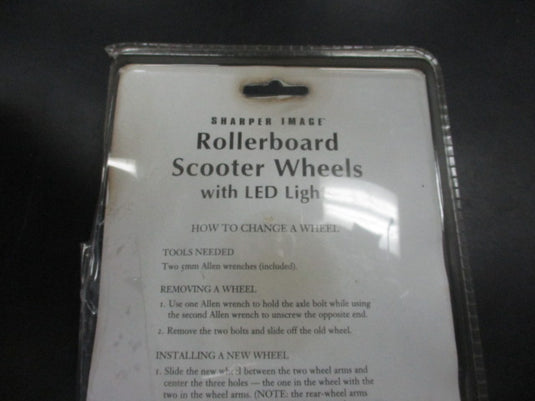 SHARPER IMAGE
Rollerboard
Scooter Wheels
with LED Ligh
HOW TO CHANGE A WHEEL
TOOLS NEEDED
Two 5mm Allen wrenches (included).
REMOVING A WHEEL
1. Use one Allen wrench to hold the axle bolt while using
the second Allen wrench to unscrew the opposite end.
2. Remove the two bolts and slide off the old wheel.
INSTALLING A NEW WHEEL
1. Slide the new wheel between the two wheel arms and
center the three holes — the one in the wheel with the
two in the wheel arms. (NOTE: the rear-wheel arms